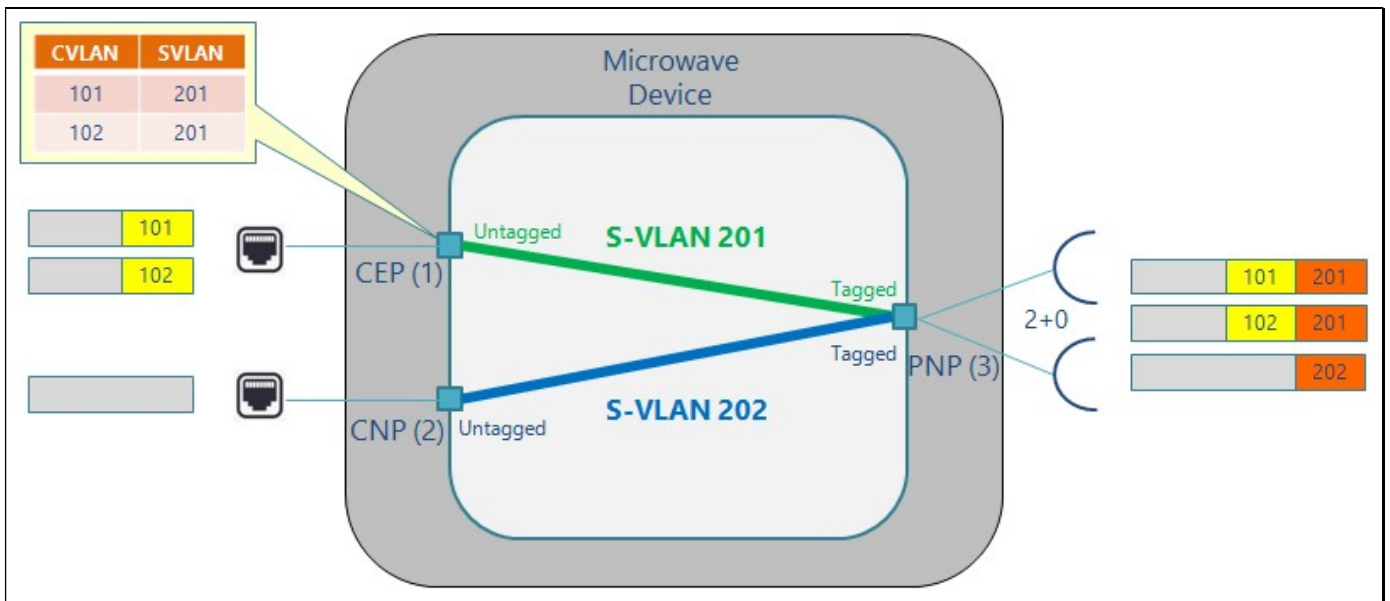 CVLAN SVLAN
101 201
102 201
Microwave
Device
101
102
CEP (1)
Untagged
S-VLAN 201
Tagged
2+0
Tagged
PNP (3)
S-VLAN 202
CNP (2)
Untagged
101 201
102 201
202